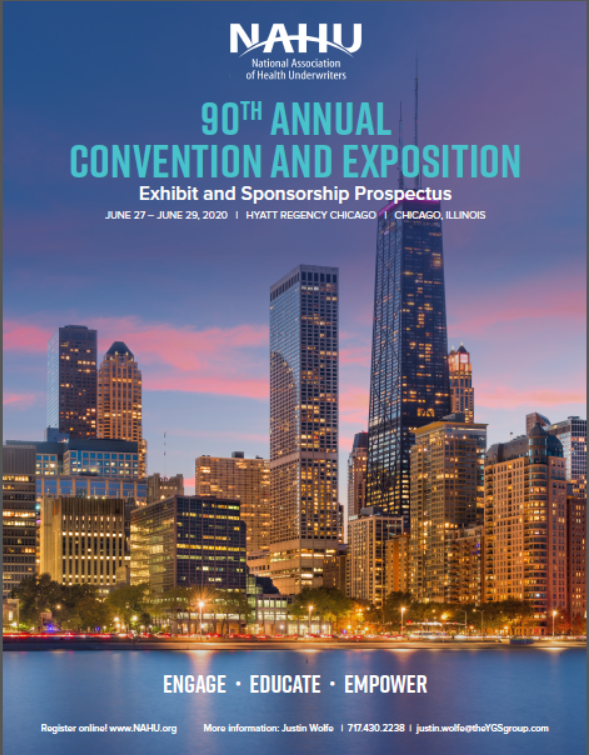 NAHU
National Association
of Health Underwriters
90TH ANNUAL
CONVENTION AND EXPOSITION
Exhibit and Sponsorship Prospectus
JUNE 27 – JUNE 29, 2020 | HYATT REGENCY CHICAGO | CHICAGO, ILLINOIS
ENGAGE • EDUCATE • EMPOWER
Register online! www.NAHU.org More information: Justin Wolfe | 717.430.2238 | justin.wolfe@theYGSgroup.com